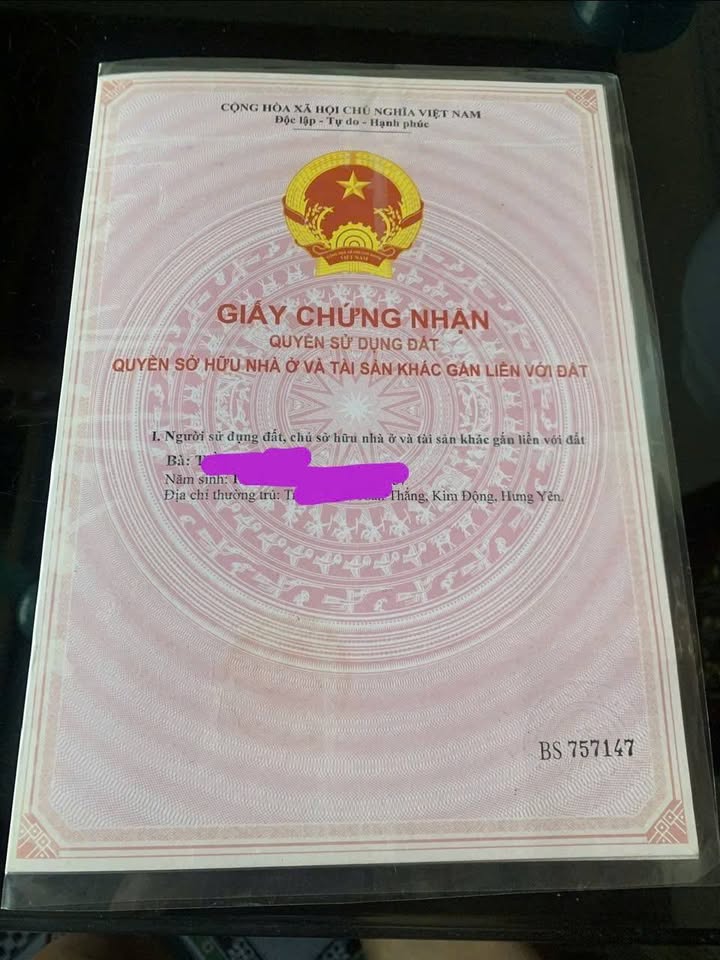 CỘNG HÒA XÃ HỘI CHỦ NGHĨA VIỆT NAM
Độc lập - Tự do - Hạnh phúc
VIỆT NAM
GIẤY CHỨNG NHẬN
QUYỀN SỬ DỤNG ĐẤT
QUYỀN SỞ HỮU NHÀ Ở VÀ TÀI SẢN KHÁC GẮN LIỀN VỚI ĐẤT
I. Người sử dụng đất, chủ sở hữu nhà ở và tài sản khác gắn liền với đất
Bà:
Năm sinh:
Địa chỉ thường trú: Thắng, Kim Động, Hưng Yên.
BS 757147